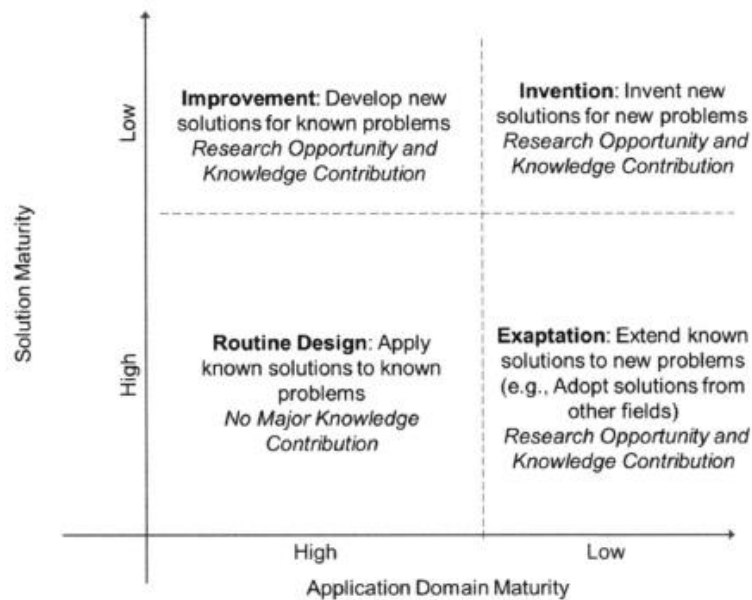 Improvement: Develop new
solutions for known problems
Research Opportunity and
Knowledge Contribution
Invention: Invent new
solutions for new problems
Research Opportunity and
Knowledge Contribution
Low
Solution Maturity
High
Routine Design: Apply
known solutions to known
problems
No Major Knowledge
Contribution
Exaptation: Extend known
solutions to new problems
(e.g., Adopt solutions from
other fields)
Research Opportunity and
Knowledge Contribution
High
Low
Application Domain Maturity